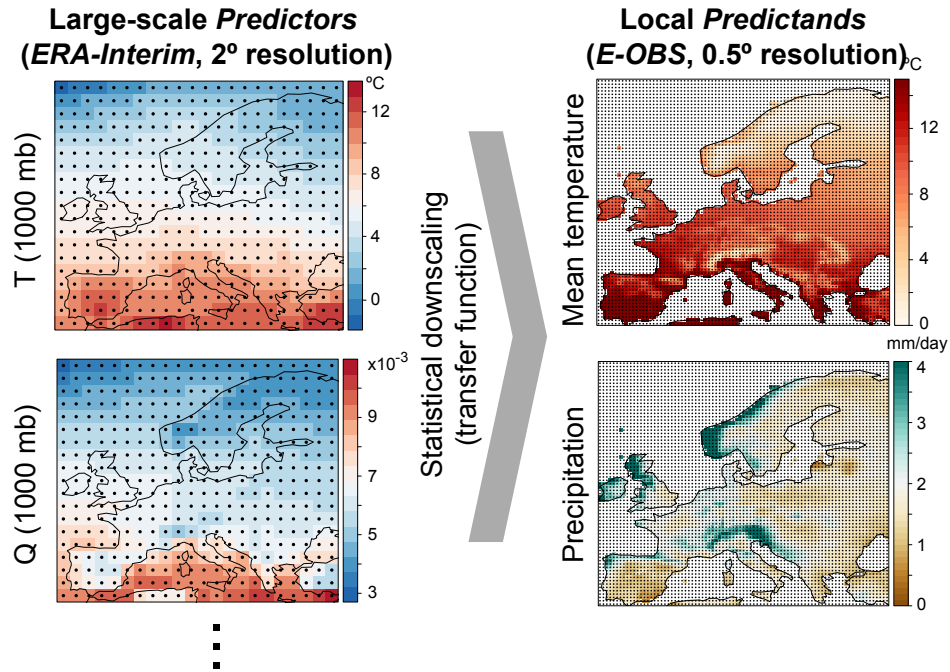 Large-scale Predictors
(ERA-Interim, 2º resolution)
Local Predictands
(E-OBS, 0.5º resolution)
T (1000 mb)
ºC
12
8
4
0
Q (1000 mb)
x10-3
9
7
5
3
Statistical downscaling
(transfer function)
Mean temperature
ºC
12
8
4
0
Precipitation
mm/day
4
3
2
1
0